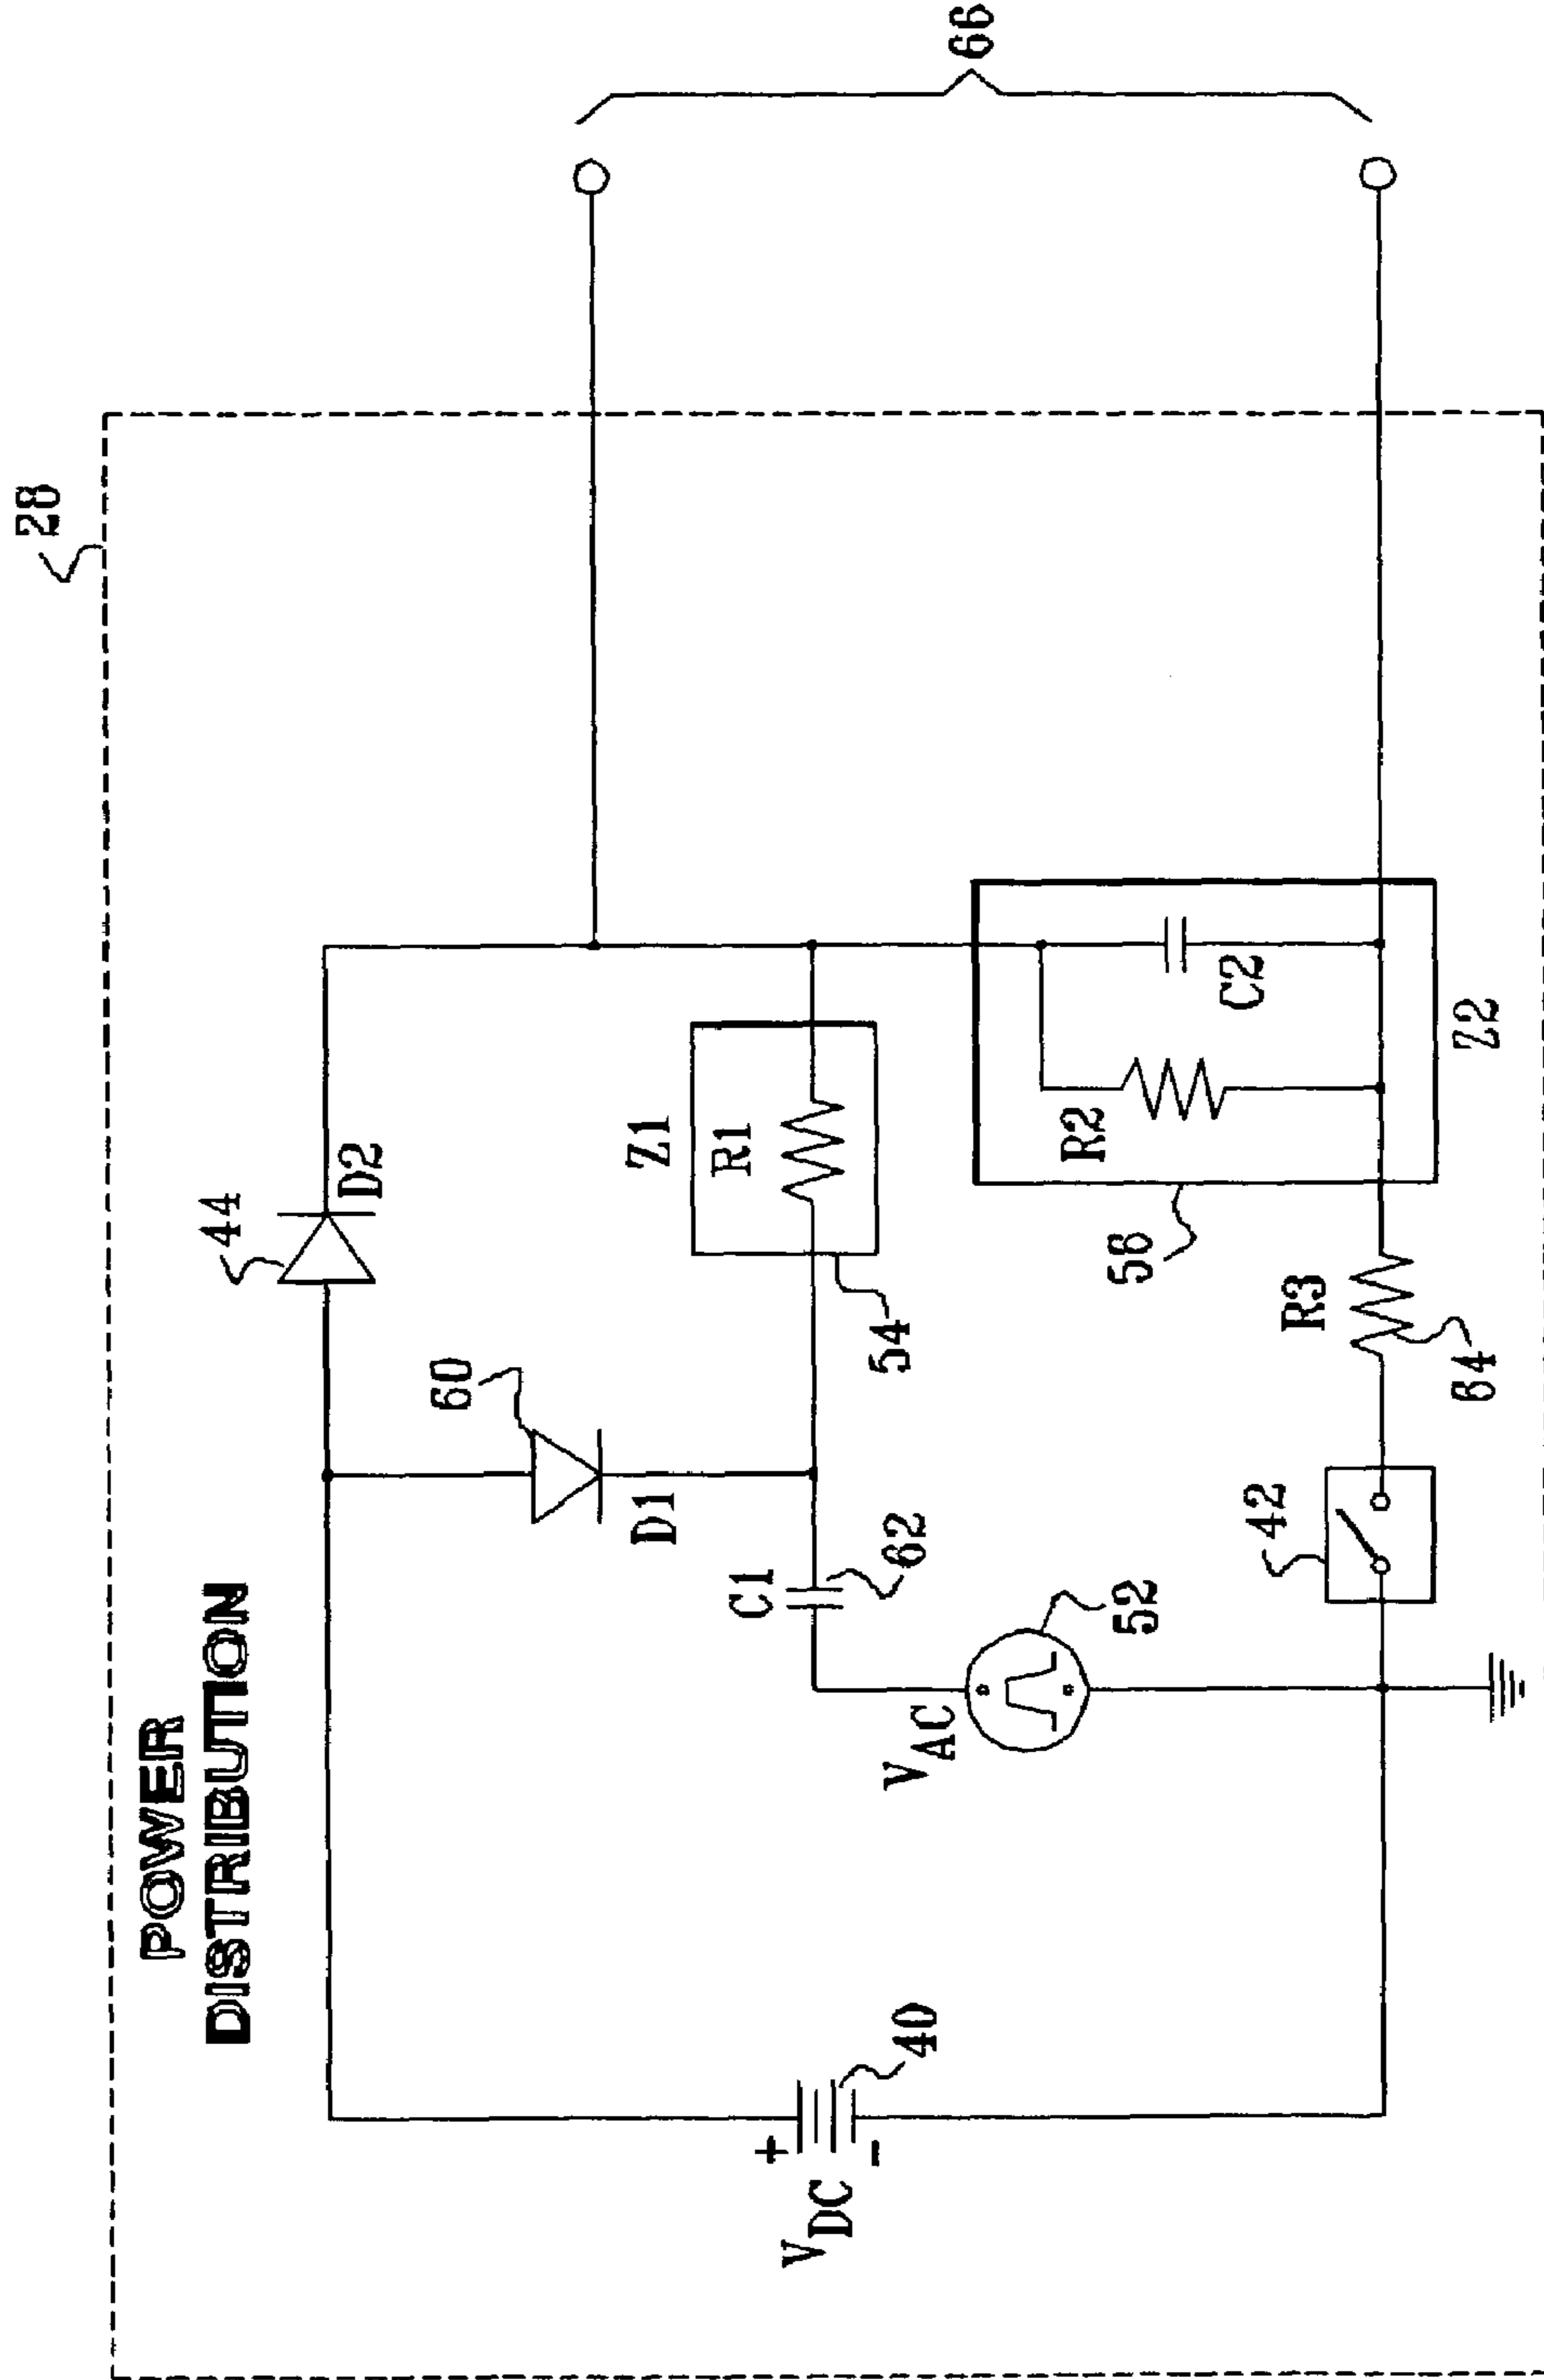 28
POWER
DISTRIBUTION
44
D2
60
D1
Z1
R1
54
C1
62
VDC
+
-
40
VAC
52
42
R3
64
R2
C2
56
Z2
66